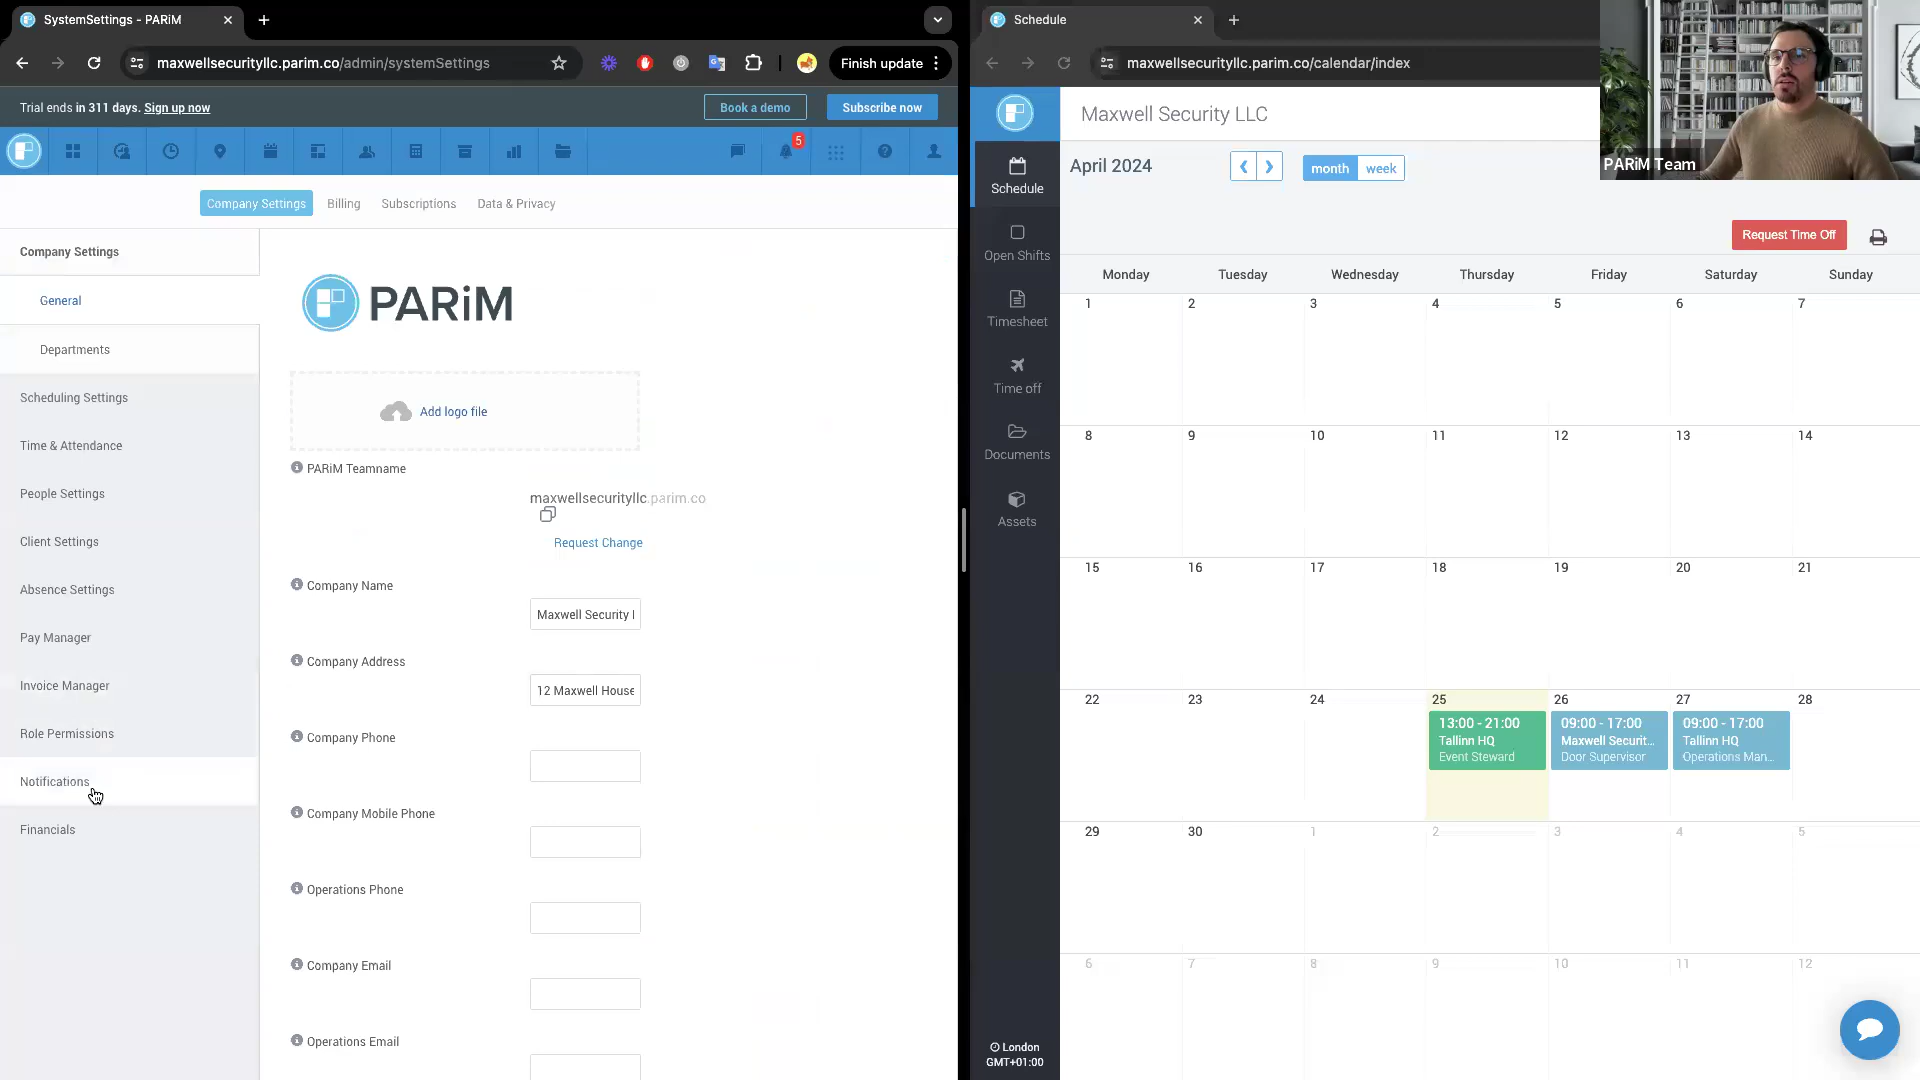 SystemSettings - PARiM
maxwellsecurityllc.parim.co/admin/systemSettings
Finish update
Trial ends in 311 days. Sign up now
Book a demo
Subscribe now
5
Company Settings
Billing
Subscriptions
Data & Privacy
Company Settings
General
Departments
Scheduling Settings
Time & Attendance
People Settings
Client Settings
Absence Settings
Pay Manager
Invoice Manager
Role Permissions
Notifications
Financials
PARiM
Add logo file
PARiM Teamname
maxwellsecurityllc.parim.co
Request Change
Company Name
Maxwell Security
Company Address
12 Maxwell House
Company Phone
Company Mobile Phone
Operations Phone
Company Email
Operations Email
Schedule
maxwellsecurityllc.parim.co/calendar/index
PARiM Team
Maxwell Security LLC
Schedule
Open Shifts
Timesheet
Time off
Documents
Assets
London
GMT+01:00
April 2024
month
week
Request Time Off
Monday Tuesday Wednesday Thursday Friday Saturday Sunday
1 2 3 4 5 6 7
8 9 10 11 12 13 14
15 16 17 18 19 20 21
22 23 24 25 26 27 28
13:00 - 21:00
Tallinn HQ
Event Steward
09:00 - 17:00
Maxwell Securit...
Door Supervisor
09:00 - 17:00
Tallinn HQ
Operations Man...
29 30 1 2 3 4 5
6 7 8 9 10 11 12